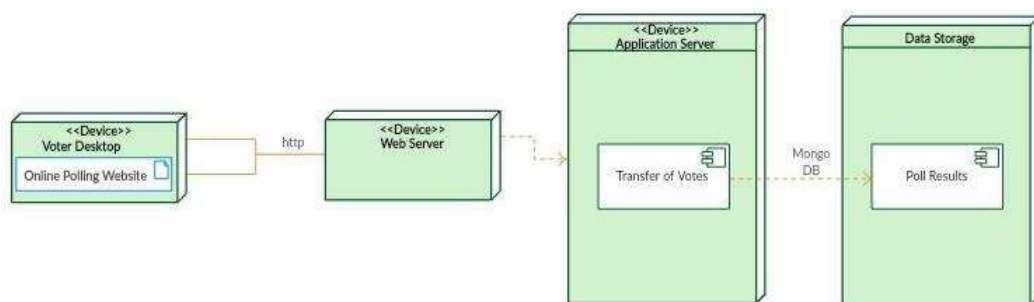 <<Device>>
Voter Desktop
Online Polling Website
http
<<Device>>
Web Server
<<Device>>
Application Server
Transfer of Votes
Mongo
DB
Data Storage
Poll Results